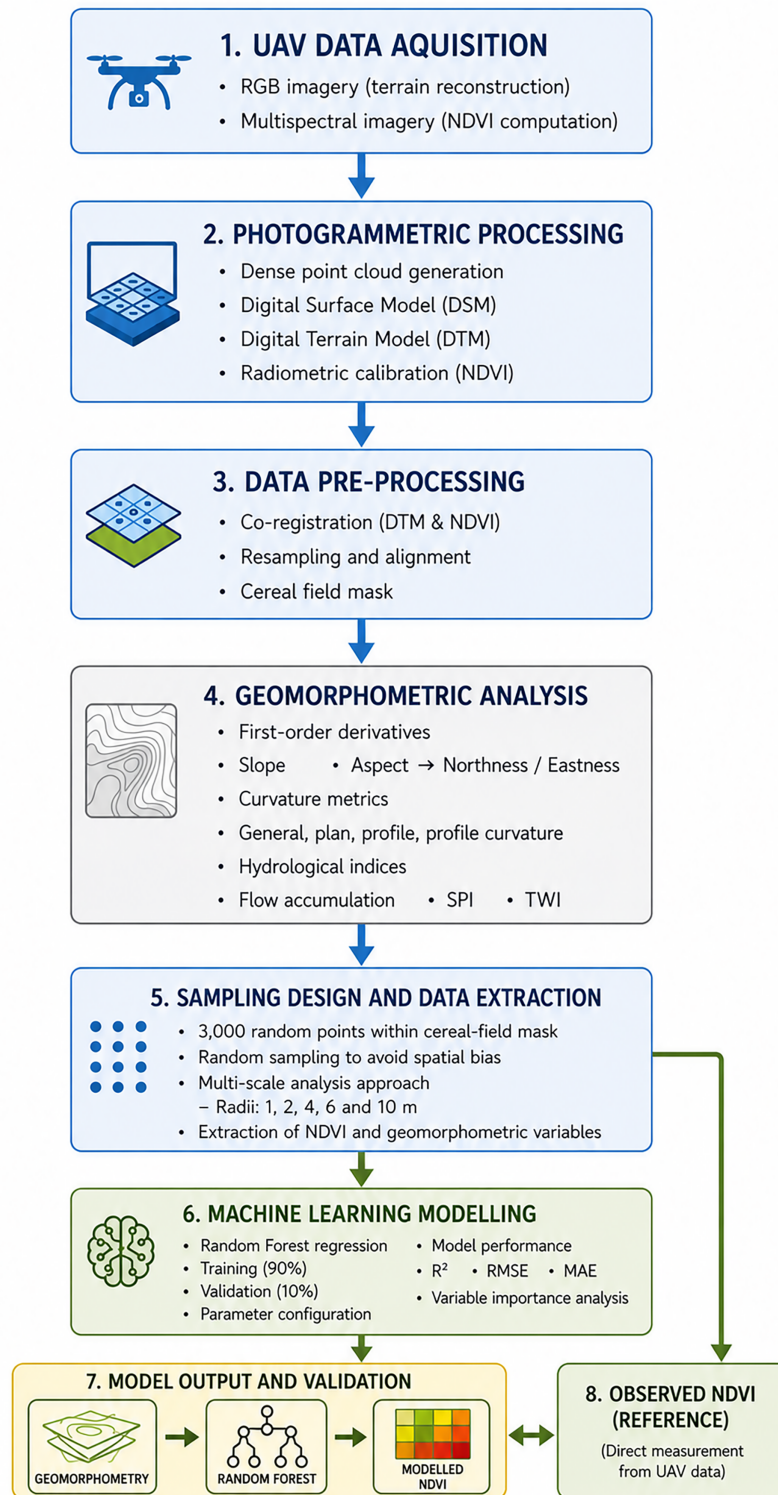 1. UAV DATA AQUISITION
• RGB imagery (terrain reconstruction)
• Multispectral imagery (NDVI computation)
2. PHOTOGRAMMETRIC PROCESSING
• Dense point cloud generation
• Digital Surface Model (DSM)
• Digital Terrain Model (DTM)
• Radiometric calibration (NDVI)
3. DATA PRE-PROCESSING
• Co-registration (DTM & NDVI)
• Resampling and alignment
• Cereal field mask
4. GEOMORPHOMETRIC ANALYSIS
• First-order derivatives
• Slope • Aspect → Northness / Eastness
• Curvature metrics
• General, plan, profile, profile curvature
• Hydrological indices
• Flow accumulation • SPI • TWI
5. SAMPLING DESIGN AND DATA EXTRACTION
• 3,000 random points within cereal-field mask
• Random sampling to avoid spatial bias
• Multi-scale analysis approach
– Radii: 1, 2, 4, 6 and 10 m
• Extraction of NDVI and geomorphometric variables
6. MACHINE LEARNING MODELLING
• Random Forest regression
• Training (90%)
• Validation (10%)
• Parameter configuration
• Model performance
• R² • RMSE • MAE
• Variable importance analysis
7. MODEL OUTPUT AND VALIDATION
GEOMORPHOMETRY
RANDOM FOREST
MODELLED
NDVI
8. OBSERVED NDVI
(REFERENCE)
(Direct measurement
from UAV data)